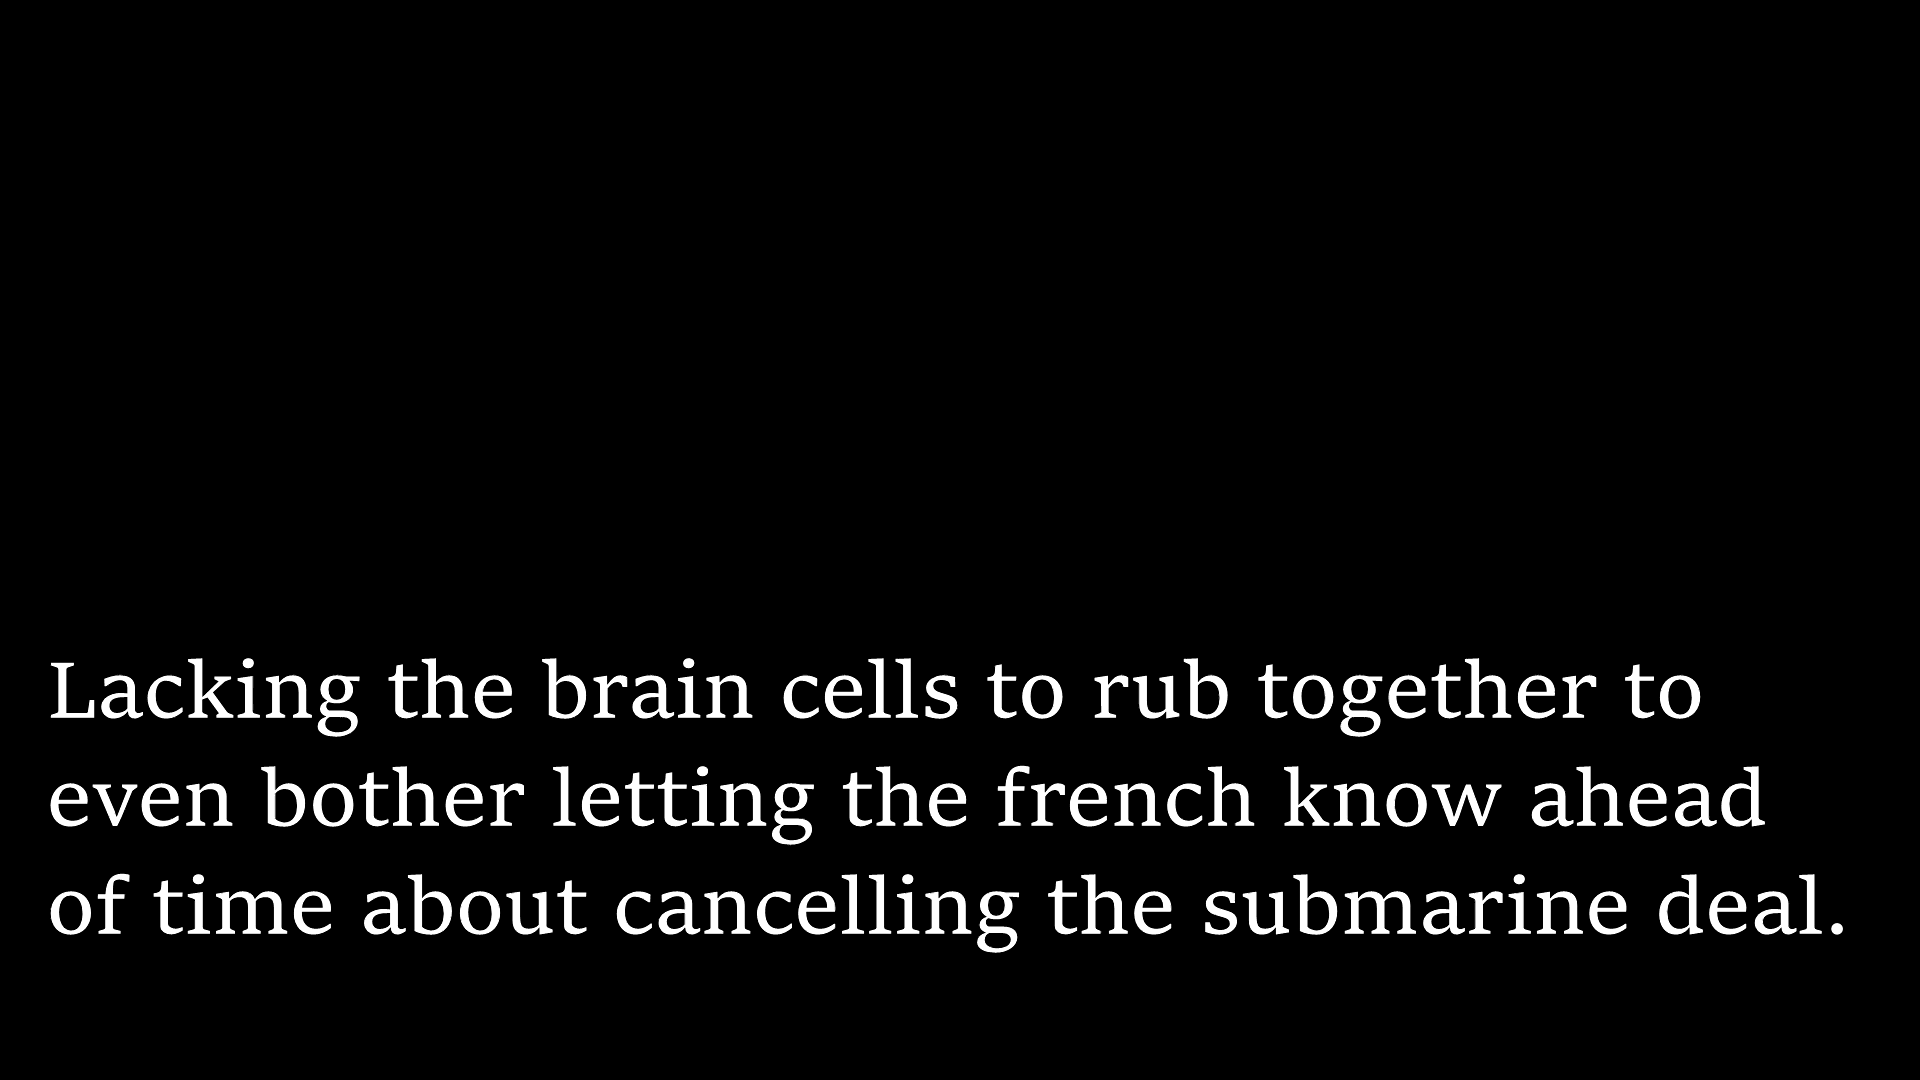 Lacking the brain cells to rub together to
even bother letting the french know ahead
of time about cancelling the submarine deal.